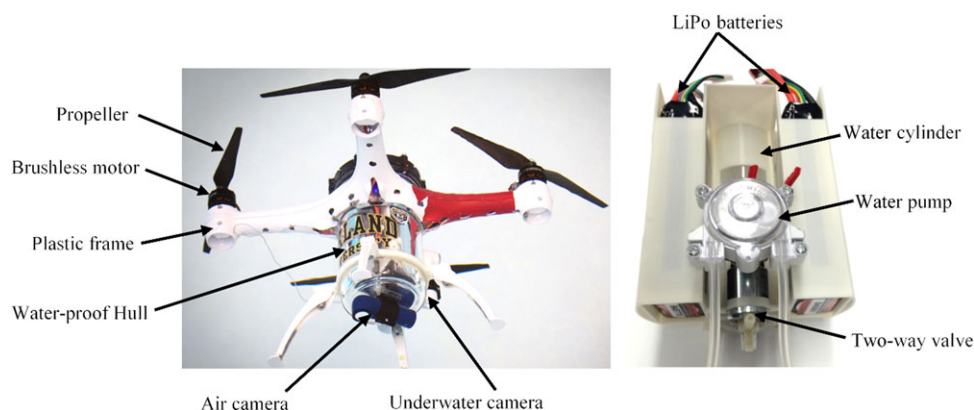 LiPo batteries
Propeller
Water cylinder
Brushless motor
Water pump
Plastic frame
LAND
Water-proof Hull
Two-way valve
Air camera
Underwater camera